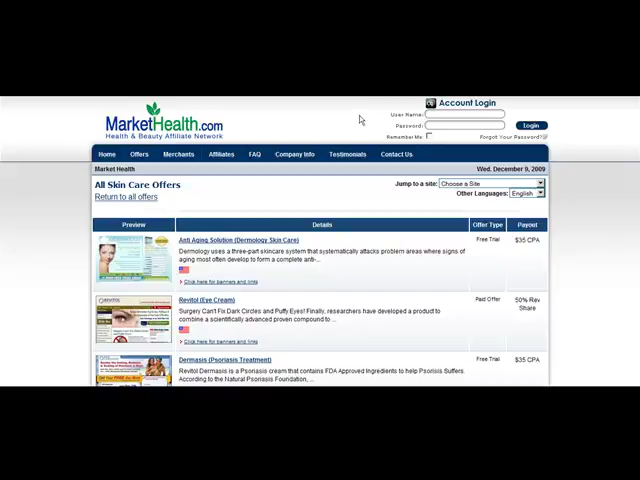 Account Login
MarketHealth.com
Health & Beauty Affiliate Network
User Name:
Password:
Login
Remember Me:
Forgot Your Password?
Home Offers Merchants Affiliates FAQ Company Info Testimonials Contact Us
Market Health
Wed. December 9, 2009
All Skin Care Offers
Return to all offers
Jump to a site: Choose a Site
Other Languages: English
Preview Details Offer Type Payout
Anti Aging Solution (Dermology Skin Care)
Dermology uses a three-part skincare system that systematically attacks problem areas where signs of
aging most often develop to form a complete anti-...
Click here for banners and links
Free Trial
$35 CPA
Revitol (Eye Cream)
Surgery Can't Fix Dark Circles and Puffy Eyes! Finally, researchers have developed a product to
combine a scientifically advanced proven compound to ...
Click here for banners and links
Paid Offer
50% Rev
Share
Dermasis (Psoriasis Treatment)
Revitol Dermasis is a Psoriasis cream that contains FDA Approved Ingredients to help Psoriasis Suffers.
According to the Natural Psoriasis Foundation, ...
Free Trial
$35 CPA